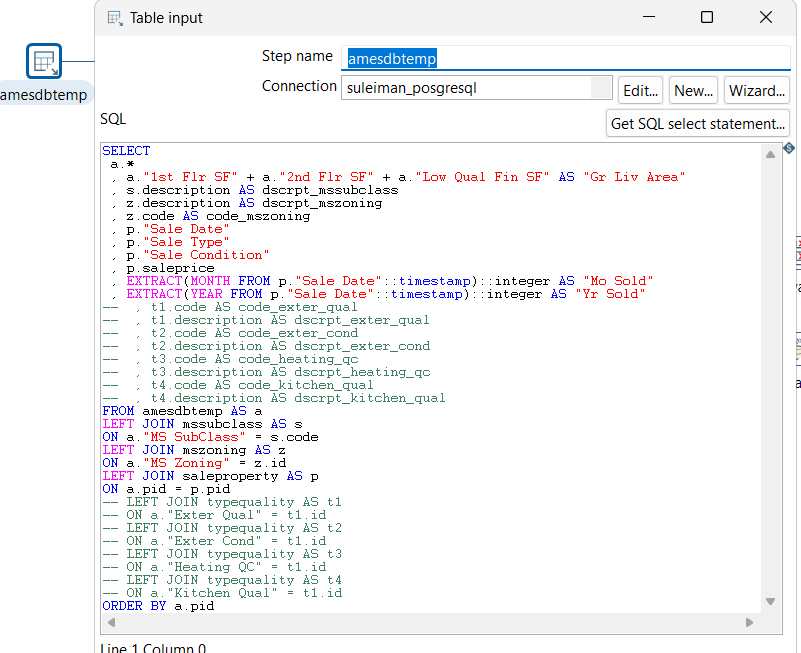 Table input
amesdbtemp
Step name
amesdbtemp
Connection
suleiman_posgresql
Edit...
New...
Wizard...
SQL
Get SQL select statement...
SELECT
a.*
, a."1st Flr SF" + a."2nd Flr SF" + a."Low Qual Fin SF" AS "Gr Liv Area"
, s.description AS dscrpt_mssubclass
, z.description AS dscrpt_mszoning
, z.code AS code_mszoning
, p."Sale Date"
, p."Sale Type"
, p."Sale Condition"
, p.saleprice
, EXTRACT(MONTH FROM p."Sale Date"::timestamp)::integer AS "Mo Sold"
, EXTRACT(YEAR FROM p."Sale Date"::timestamp)::integer AS "Yr Sold"
-- , t1.code AS code_exter_qual
-- , t1.description AS dscrpt_exter_qual
-- , t2.code AS code_exter_cond
-- , t2.description AS dscrpt_exter_cond
-- , t3.code AS code_heating_qc
-- , t3.description AS dscrpt_heating_qc
-- , t4.code AS code_kitchen_qual
-- , t4.description AS dscrpt_kitchen_qual
FROM amesdbtemp AS a
LEFT JOIN mssubclass AS s
ON a."MS SubClass" = s.code
LEFT JOIN mszoning AS z
ON a."MS Zoning" = z.id
LEFT JOIN saleproperty AS p
ON a.pid = p.pid
-- LEFT JOIN typequality AS t1
-- ON a."Exter Qual" = t1.id
-- LEFT JOIN typequality AS t2
-- ON a."Exter Cond" = t1.id
-- LEFT JOIN typequality AS t3
-- ON a."Heating QC" = t1.id
-- LEFT JOIN typequality AS t4
-- ON a."Kitchen Qual" = t1.id
ORDER BY a.pid
Line 1 Column 0